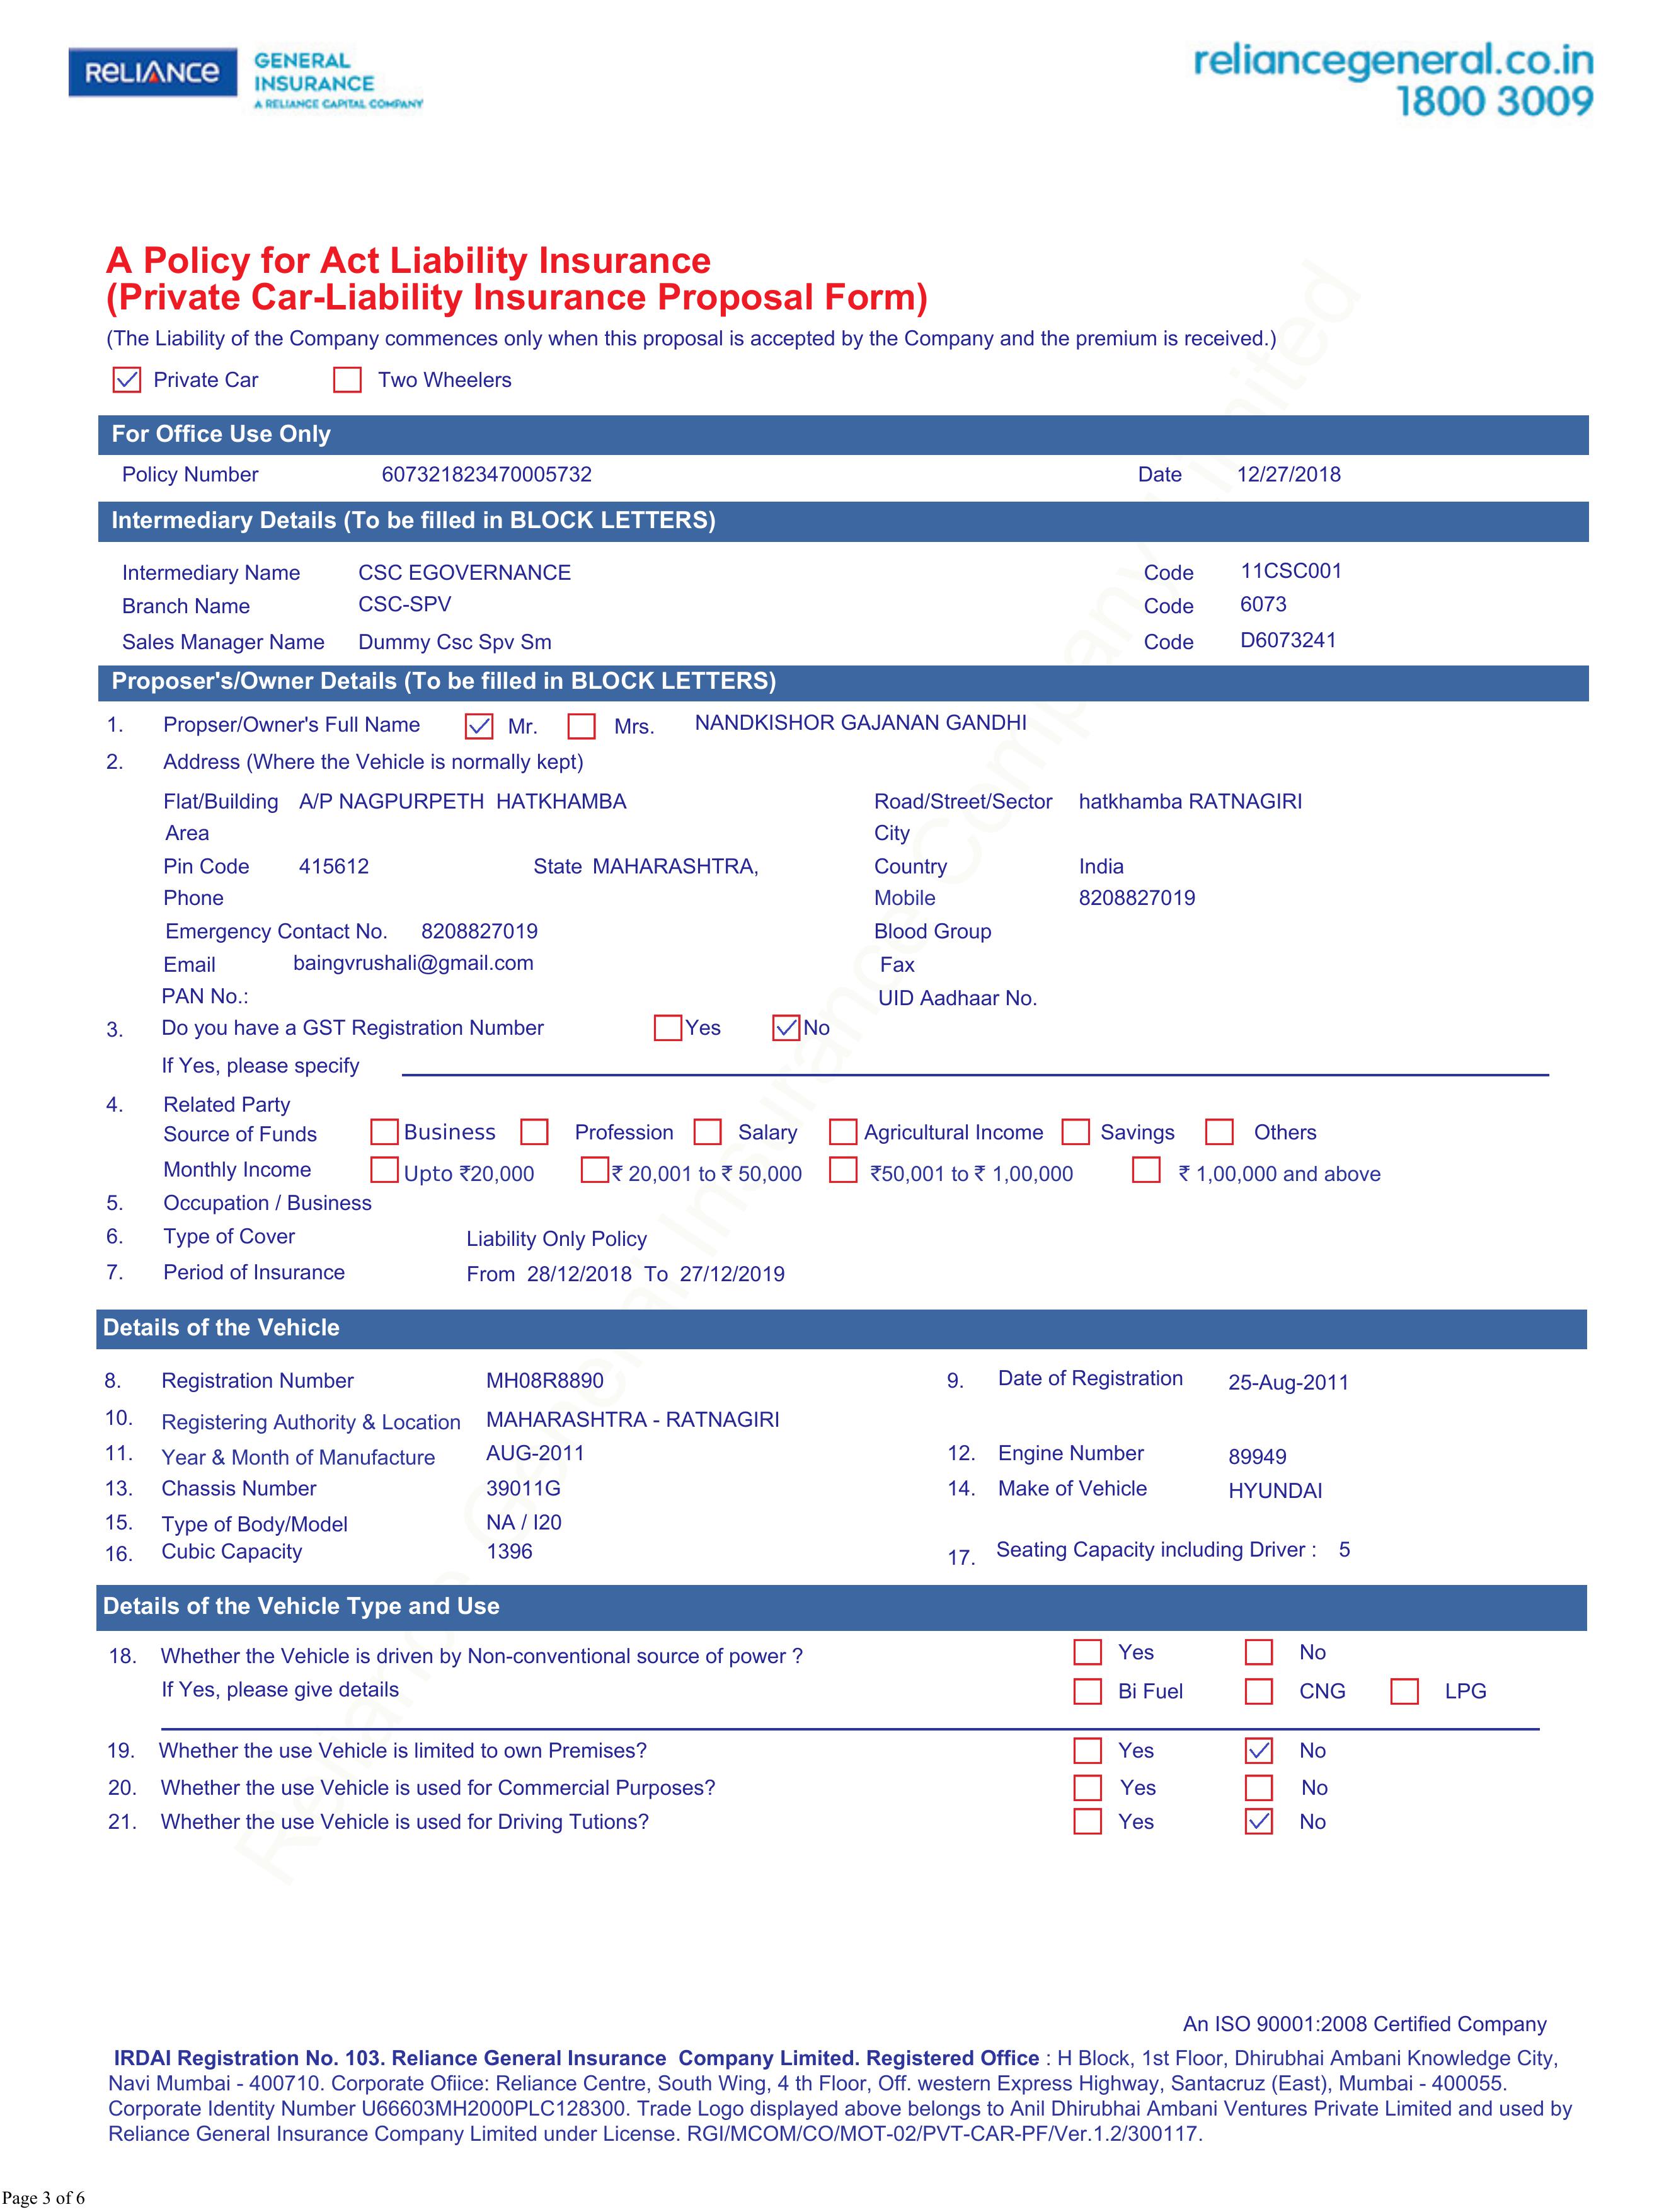 RELIANCE GENERAL INSURANCE A RELIANCE CAPITAL COMPANY
reliancegeneral.co.in
1800 3009
A Policy for Act Liability Insurance
(Private Car-Liability Insurance Proposal Form)
(The Liability of the Company commences only when this proposal is accepted by the Company and the premium is received.)
Private Car Two Wheelers
For Office Use Only
Policy Number 607321823470005732 Date 12/27/2018
Intermediary Details (To be filled in BLOCK LETTERS)
Intermediary Name CSC EGOVERNANCE Code 11CSC001
Branch Name CSC-SPV Code 6073
Sales Manager Name Dummy Csc Spv Sm Code D6073241
Proposer's/Owner Details (To be filled in BLOCK LETTERS)
1. Propser/Owner's Full Name Mr. Mrs. NANDKISHOR GAJANAN GANDHI
2. Address (Where the Vehicle is normally kept)
Flat/Building A/P NAGPURPETH HATKHAMBA Road/Street/Sector hatkhamba RATNAGIRI
Area City
Pin Code 415612 State MAHARASHTRA, Country India
Phone Mobile 8208827019
Emergency Contact No. 8208827019 Blood Group
Email baingvrushali@gmail.com Fax
PAN No.: UID Aadhaar No.
3. Do you have a GST Registration Number Yes No
If Yes, please specify
4. Related Party
Source of Funds Business Profession Salary Agricultural Income Savings Others
Monthly Income Upto ₹20,000 ₹ 20,001 to ₹ 50,000 ₹50,001 to ₹ 1,00,000 ₹ 1,00,000 and above
5. Occupation / Business
6. Type of Cover Liability Only Policy
7. Period of Insurance From 28/12/2018 To 27/12/2019
Details of the Vehicle
8. Registration Number MH08R8890 9. Date of Registration 25-Aug-2011
10. Registering Authority & Location MAHARASHTRA - RATNAGIRI
11. Year & Month of Manufacture AUG-2011 12. Engine Number 89949
13. Chassis Number 39011G 14. Make of Vehicle HYUNDAI
15. Type of Body/Model NA / I20
16. Cubic Capacity 1396 17. Seating Capacity including Driver : 5
Details of the Vehicle Type and Use
18. Whether the Vehicle is driven by Non-conventional source of power ? Yes No
If Yes, please give details Bi Fuel CNG LPG
19. Whether the use Vehicle is limited to own Premises? Yes No
20. Whether the use Vehicle is used for Commercial Purposes? Yes No
21. Whether the use Vehicle is used for Driving Tutions? Yes No
Reliance General Insurance Company Limited
An ISO 90001:2008 Certified Company
IRDAI Registration No. 103. Reliance General Insurance Company Limited. Registered Office : H Block, 1st Floor, Dhirubhai Ambani Knowledge City,
Navi Mumbai - 400710. Corporate Ofiice: Reliance Centre, South Wing, 4 th Floor, Off. western Express Highway, Santacruz (East), Mumbai - 400055.
Corporate Identity Number U66603MH2000PLC128300. Trade Logo displayed above belongs to Anil Dhirubhai Ambani Ventures Private Limited and used by
Reliance General Insurance Company Limited under License. RGI/MCOM/CO/MOT-02/PVT-CAR-PF/Ver.1.2/300117.
Page 3 of 6